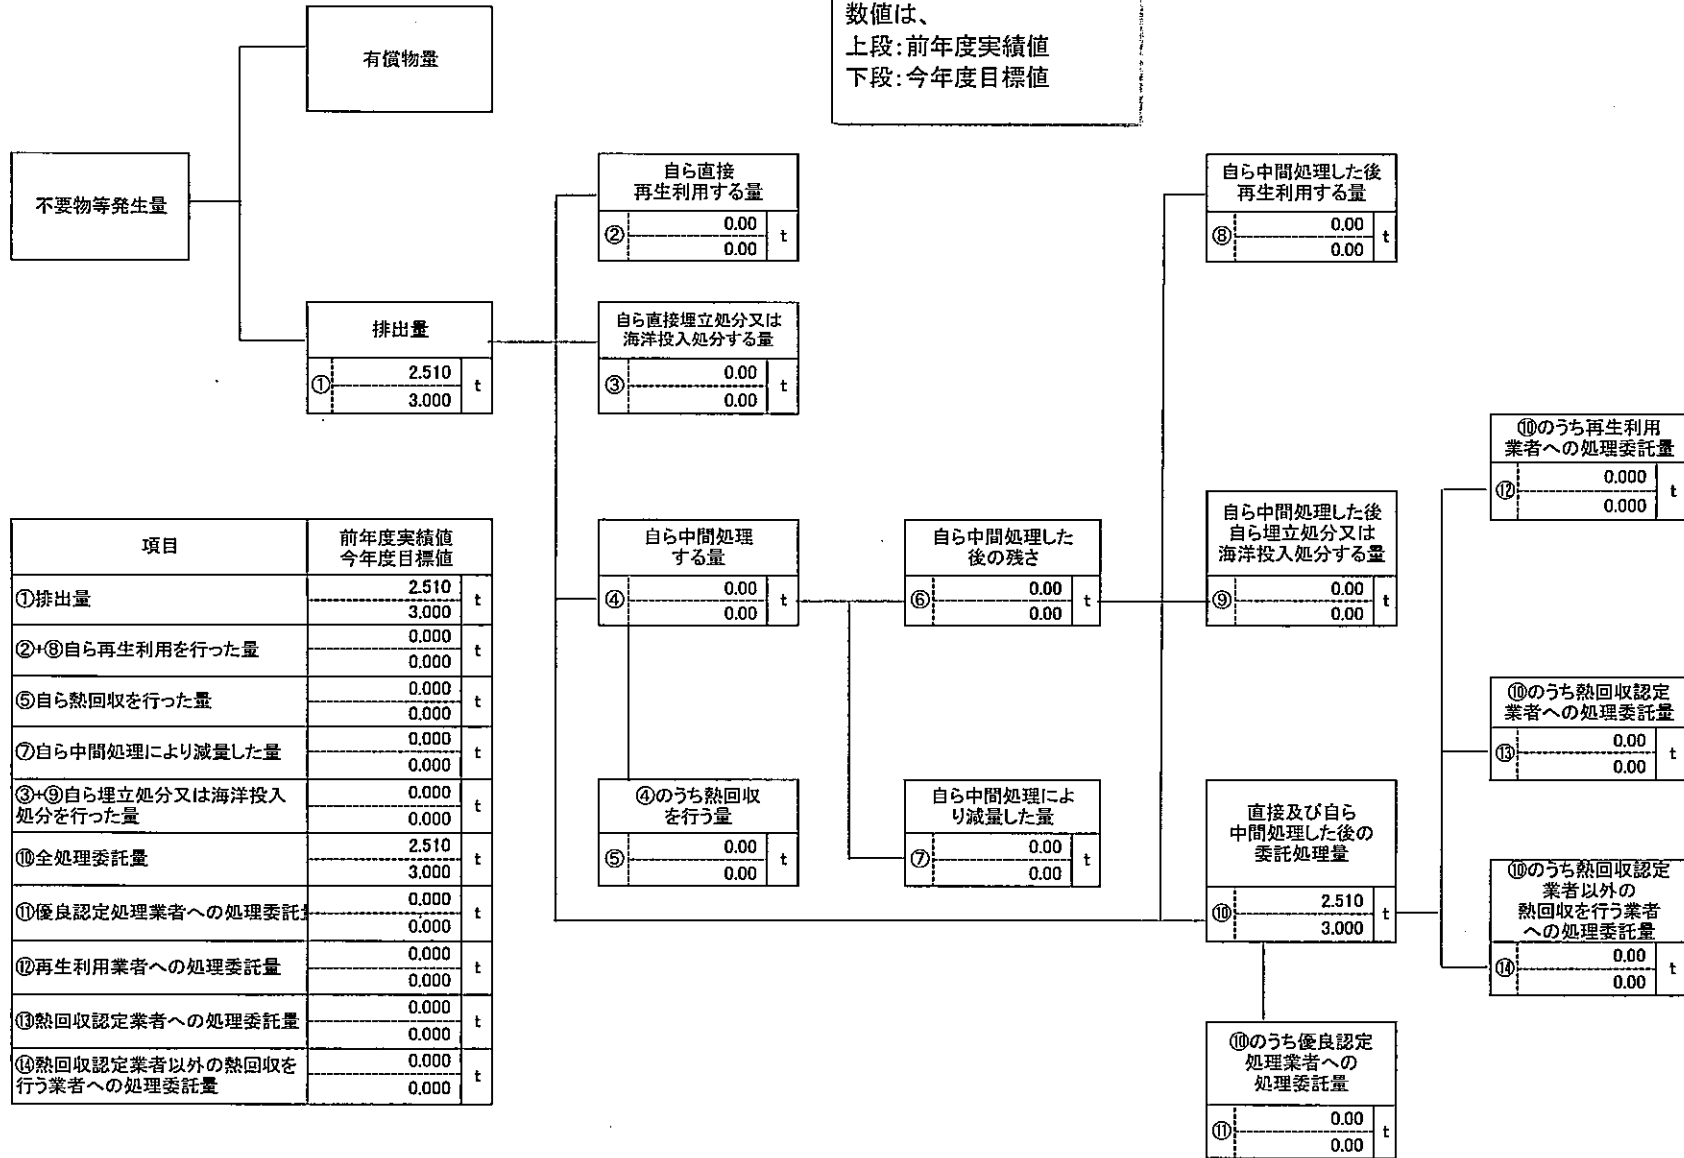 数値は、
上段:前年度実績値
下段:今年度目標値
有償物量
不要物等発生量
排出量
① 2.510 t
3.000
自ら直接
再生利用する量
② 0.00 t
0.00
自ら直接埋立処分又は
海洋投入処分する量
③ 0.00 t
0.00
自ら中間処理
する量
④ 0.00 t
0.00
④のうち熱回収
を行う量
⑤ 0.00 t
0.00
自ら中間処理した
後の残さ
⑥ 0.00 t
0.00
自ら中間処理によ
り減量した量
⑦ 0.00 t
0.00
自ら中間処理した後
再生利用する量
⑧ 0.00 t
0.00
自ら中間処理した後
自ら埋立処分又は
海洋投入処分する量
⑨ 0.00 t
0.00
直接及び自ら
中間処理した後の
委託処理量
⑩ 2.510 t
3.000
⑩のうち優良認定
処理業者への
処理委託量
⑪ 0.00 t
0.00
⑩のうち再生利用
業者への処理委託量
⑫ 0.000 t
0.000
⑩のうち熱回収認定
業者への処理委託量
⑬ 0.00 t
0.00
⑩のうち熱回収認定
業者以外の
熱回収を行う業者
への処理委託量
⑭ 0.00 t
0.00
項目 前年度実績値
今年度目標値
①排出量 2.510 t
3.000
②+⑧自ら再生利用を行った量 0.000 t
0.000
⑤自ら熱回収を行った量 0.000 t
0.000
⑦自ら中間処理により減量した量 0.000 t
0.000
③+⑨自ら埋立処分又は海洋投入
処分を行った量 0.000 t
0.000
⑩全処理委託量 2.510 t
3.000
⑪優良認定処理業者への処理委託 0.000 t
0.000
⑫再生利用業者への処理委託量 0.000 t
0.000
⑬熱回収認定業者への処理委託量 0.000 t
0.000
⑭熱回収認定業者以外の熱回収を
行う業者への処理委託量 0.000 t
0.000